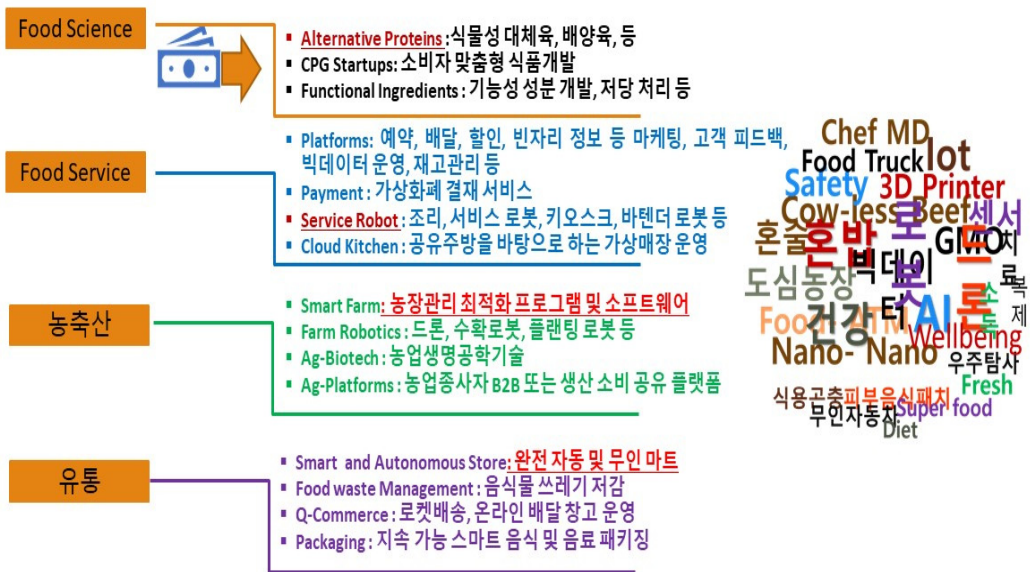 Food Science
▪ Alternative Proteins :식물성 대체육, 배양육, 등
▪ CPG Startups: 소비자 맞춤형 식품개발
▪ Functional Ingredients : 기능성 성분 개발, 저당 처리 등
Food Service
▪ Platforms: 예약, 배달, 할인, 빈자리 정보 등 마케팅, 고객 피드백,
빅데이터 운영, 재고관리 등
▪ Payment : 가상화폐 결재 서비스
▪ Service Robot : 조리, 서비스 로봇, 키오스크, 바텐더 로봇 등
▪ Cloud Kitchen : 공유주방을 바탕으로 하는 가상매장 운영
농축산
▪ Smart Farm: 농장관리 최적화 프로그램 및 소프트웨어
▪ Farm Robotics : 드론, 수확로봇, 플랜팅 로봇 등
▪ Ag-Biotech : 농업생명공학기술
▪ Ag-Platforms : 농업종사자 B2B 또는 생산 소비 공유 플랫폼
유통
▪ Smart and Autonomous Store: 완전 자동 및 무인 마트
▪ Food waste Management : 음식물 쓰레기 저감
▪ Q-Commerce : 로켓배송, 온라인 배달 창고 운영
▪ Packaging : 지속 가능 스마트 음식 및 음료 패키징
Chef MD
Food Truck
Iot
Safety
3D Printer
Cow-less Beef
센서
혼술
혼밥
로봇
GMO
드론
치료
빅데이터
복제
도심농장
소독
건강
AI
Food- ATM
Wellbeing
Nano- Nano
우주탐사
Fresh
식용곤충
피부음식패치
무인자동차
Super food
Diet